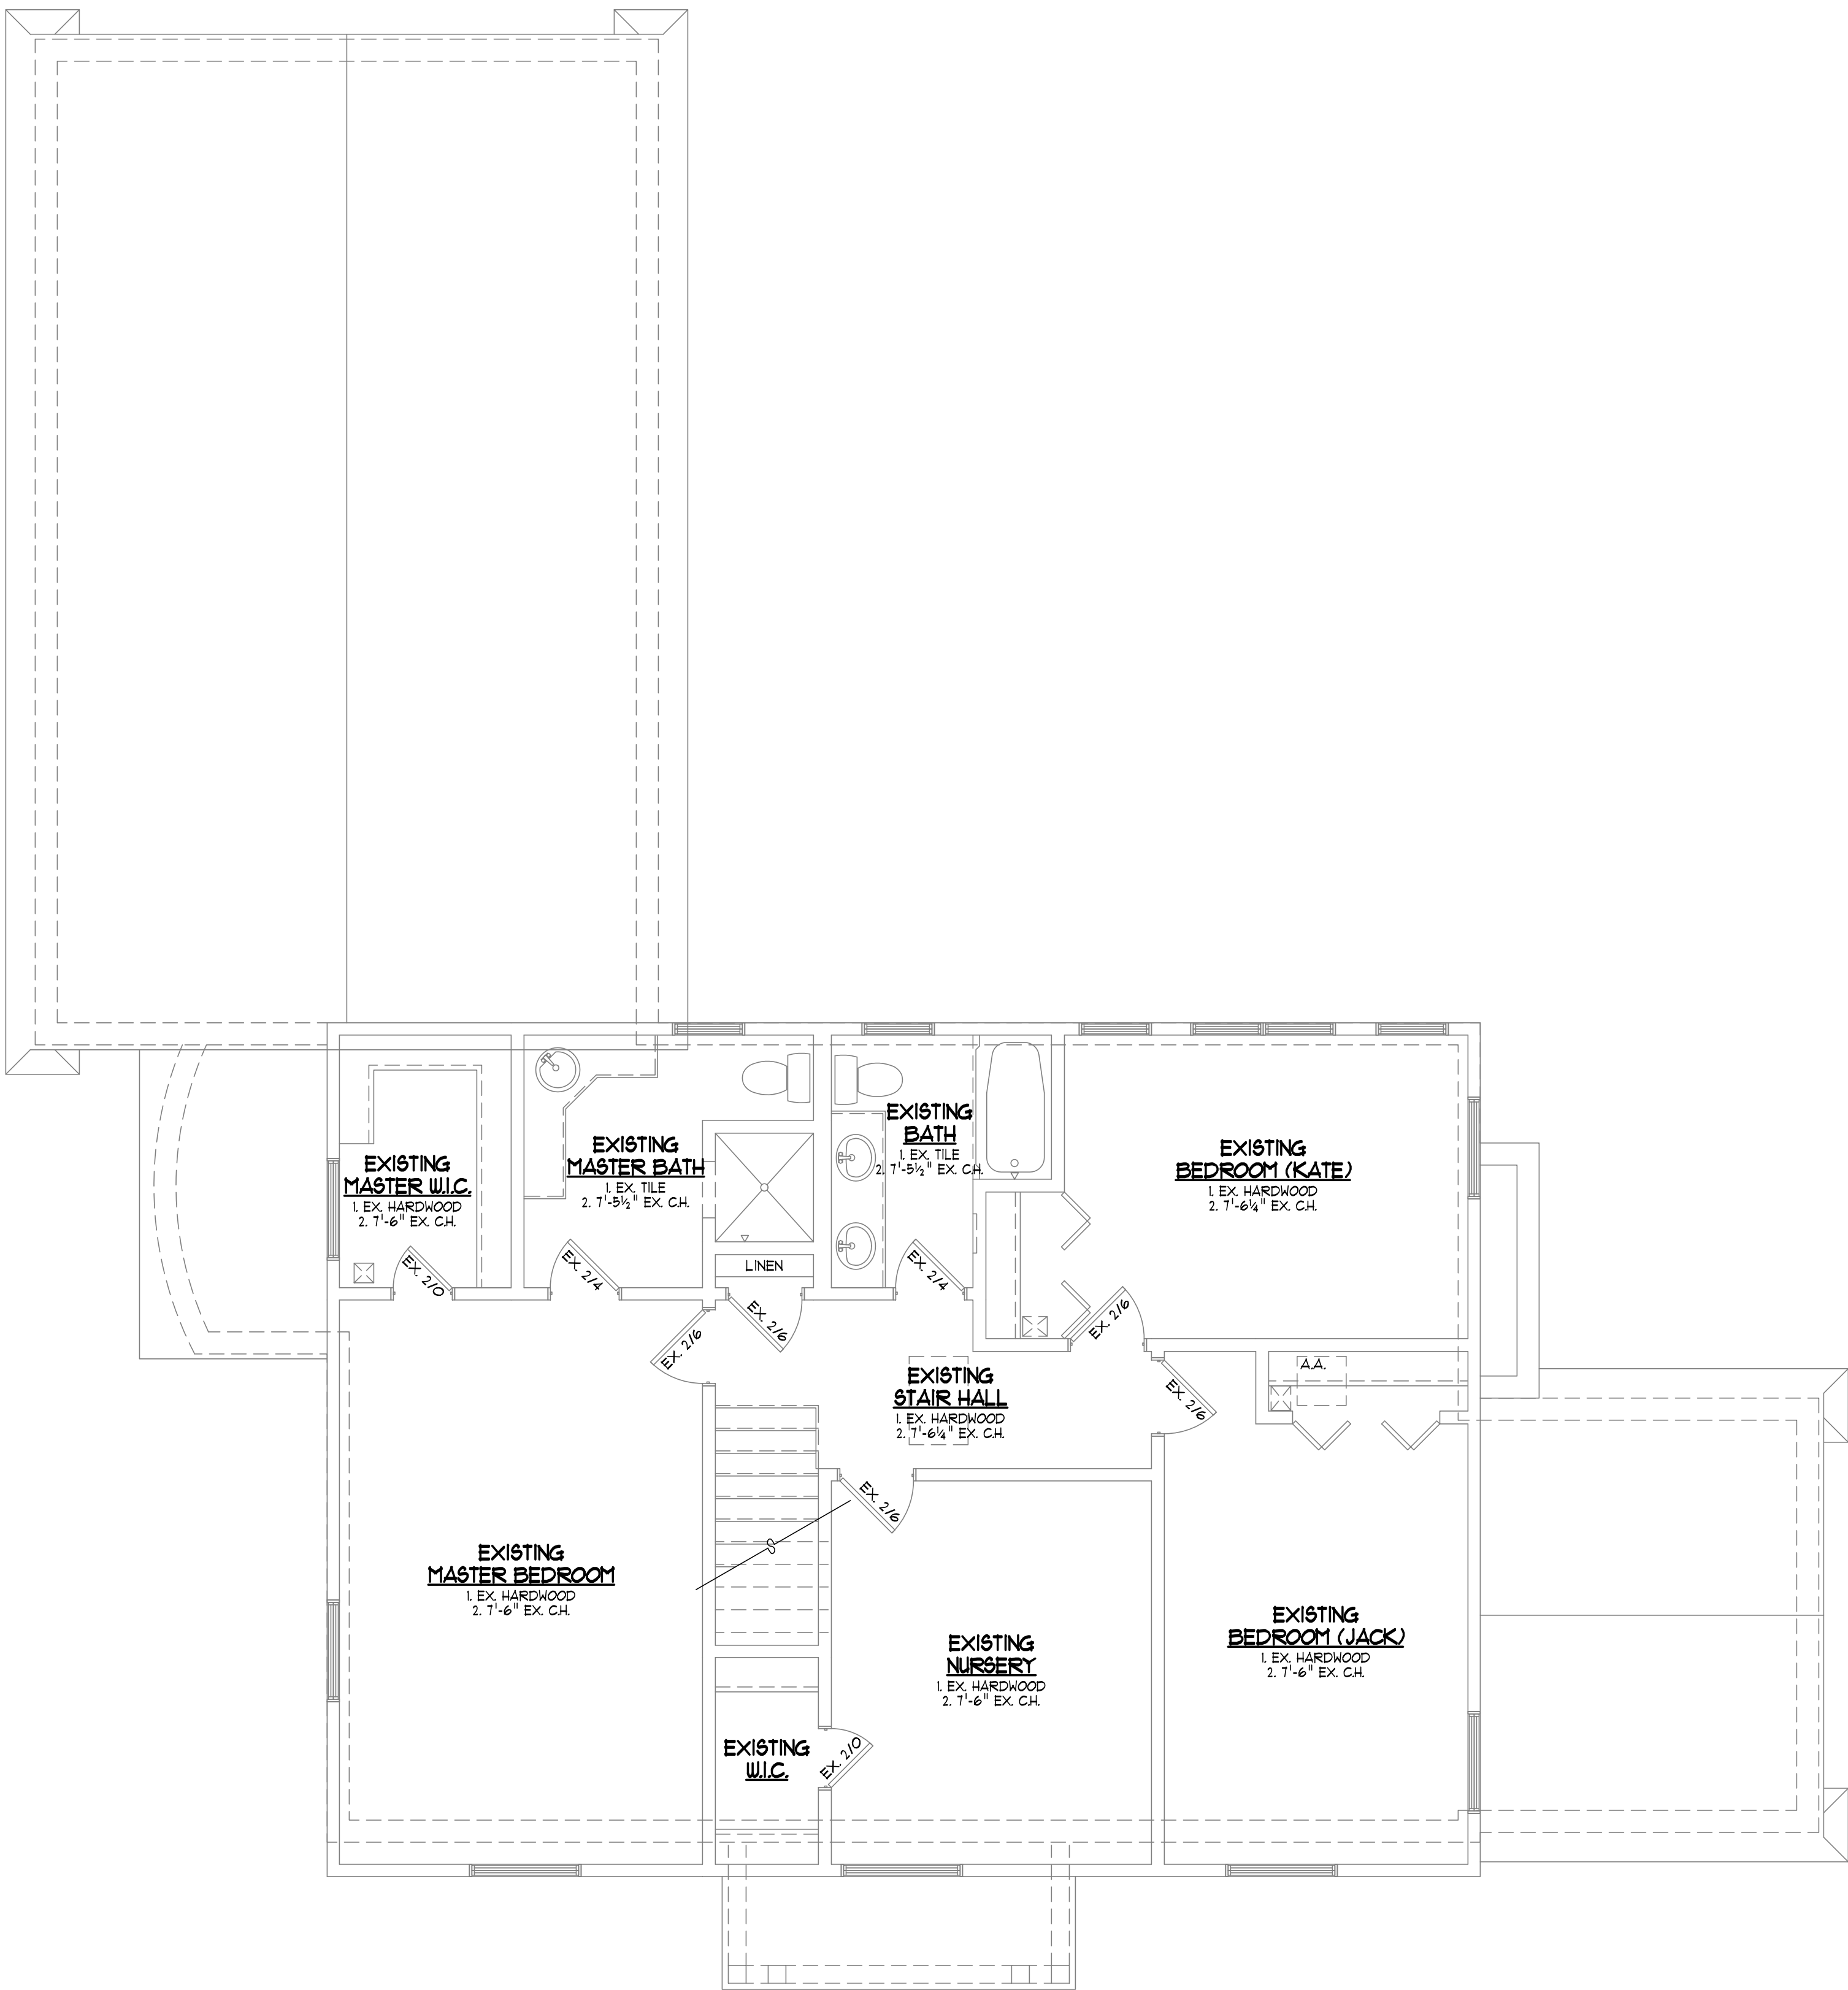 EXISTING
BATH
1. EX. TILE
2. 7'-5½" EX. C.H.
EXISTING
MASTER BATH
1. EX. TILE
2. 7'-5½" EX. C.H.
EXISTING
BEDROOM (KATE)
1. EX. HARDWOOD
2. 7'-6¼" EX. C.H.
EXISTING
MASTER W.I.C.
1. EX. HARDWOOD
2. 7'-6" EX. C.H.
EX. 2/0
EX. 2/4
LINEN
EX. 2/4
EX. 2/6
EX. 2/6
EX. 2/6
A.A.
EX. 2/6
EXISTING
STAIR HALL
1. EX. HARDWOOD
2. 7'-6¼" EX. C.H.
EX. 2/6
EXISTING
MASTER BEDROOM
1. EX. HARDWOOD
2. 7'-6" EX. C.H.
EXISTING
BEDROOM (JACK)
1. EX. HARDWOOD
2. 7'-6" EX. C.H.
EXISTING
NURSERY
1. EX. HARDWOOD
2. 7'-6" EX. C.H.
EXISTING
W.I.C.
EX. 2/0